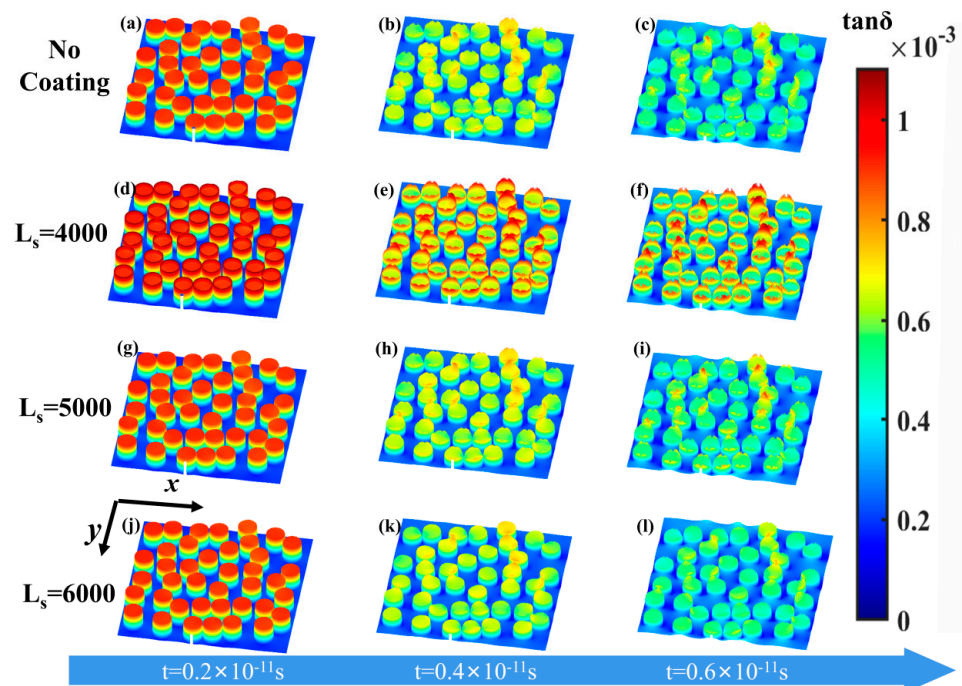 tanδ
×10⁻³
No
Coating
(a)
(b)
(c)
1
0.8
0.6
0.4
0.2
0
Lₛ=4000
(d)
(e)
(f)
Lₛ=5000
(g)
(h)
(i)
x
y
Lₛ=6000
(j)
(k)
(l)
t=0.2×10⁻¹¹s
t=0.4×10⁻¹¹s
t=0.6×10⁻¹¹s